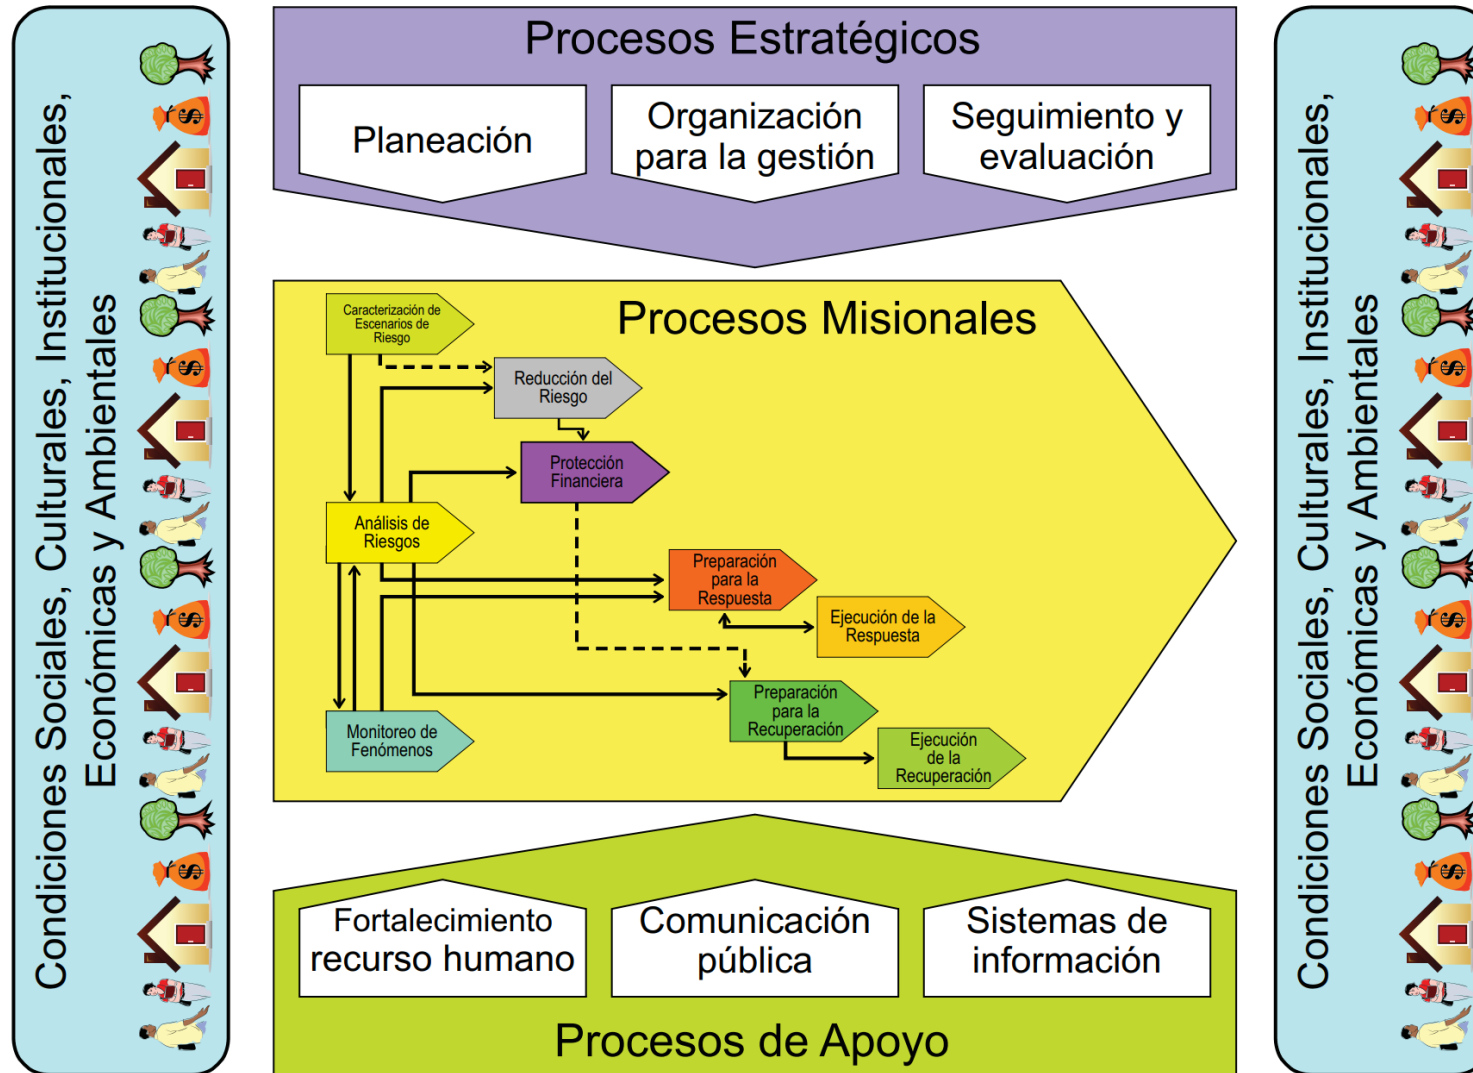 Condiciones Sociales, Culturales, Institucionales,
Económicas y Ambientales
Procesos Estratégicos
Planeación
Organización
para la gestión
Seguimiento y
evaluación
Procesos Misionales
Caracterización de
Escenarios de
Riesgo
Reducción del
Riesgo
Protección
Financiera
Análisis de
Riesgos
Preparación
para la
Respuesta
Ejecución de la
Respuesta
Preparación
para la
Recuperación
Monitoreo de
Fenómenos
Ejecución
de la
Recuperación
Fortalecimiento
recurso humano
Comunicación
pública
Sistemas de
información
Procesos de Apoyo
Condiciones Sociales, Culturales, Institucionales,
Económicas y Ambientales